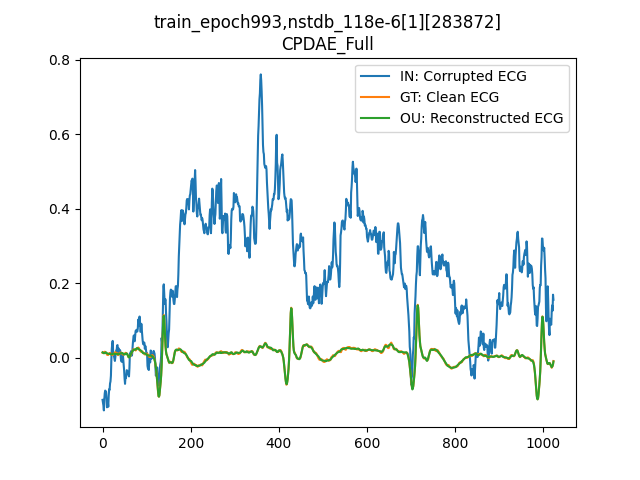 train_epoch993,nstdb_118e-6[1][283872]
CPDAE_Full
IN: Corrupted ECG
GT: Clean ECG
OU: Reconstructed ECG
0.8
0.6
0.4
0.2
0.0
0 200 400 600 800 1000